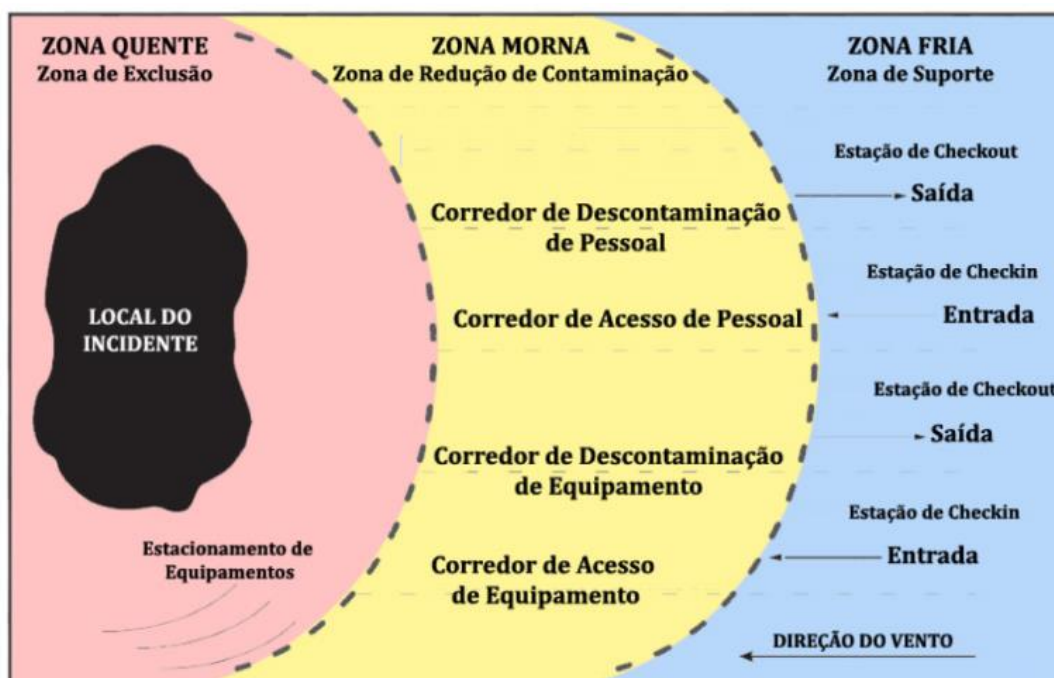 ZONA QUENTE
Zona de Exclusão
ZONA MORNA
Zona de Redução de Contaminação
ZONA FRIA
Zona de Suporte
Estação de Checkout
Saída
Corredor de Descontaminação
de Pessoal
Estação de Checkin
Entrada
Corredor de Acesso de Pessoal
LOCAL DO
INCIDENTE
Estação de Checkout
Saída
Corredor de Descontaminação
de Equipamento
Estação de Checkin
Entrada
Corredor de Acesso
de Equipamento
Estacionamento de
Equipamentos
DIREÇÃO DO VENTO